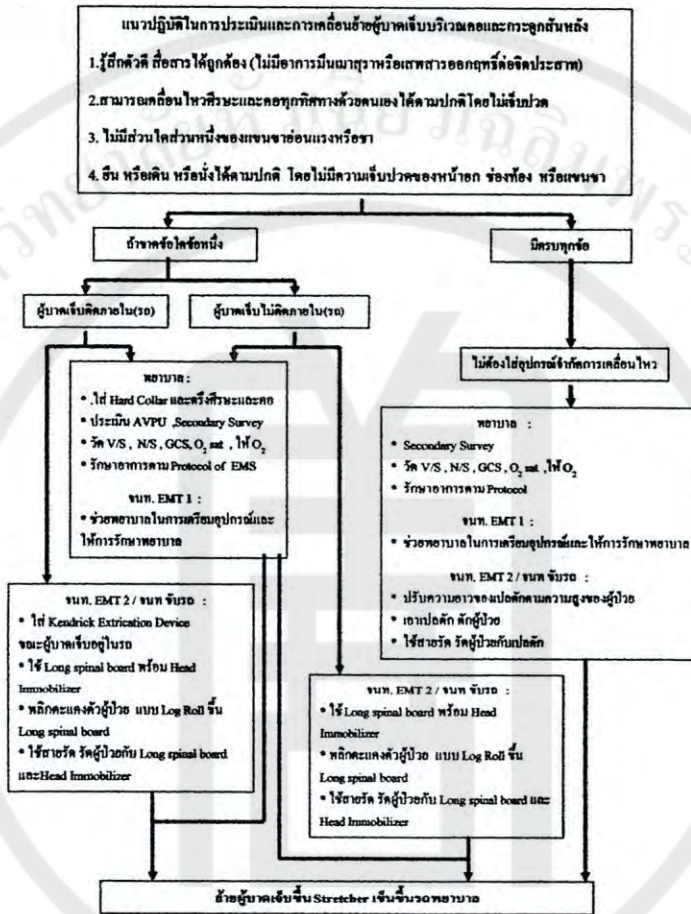 แนวปฏิบัติในการประเมินและการเคลื่อนย้ายผู้บาดเจ็บบริเวณคอและกระดูกสันหลัง
1.รู้สึกตัวดี สื่อสารได้ถูกต้อง (ไม่มีอาการมึนเมาสุราหรือเสพสารออกฤทธิ์ต่อจิตประสาท)
2.สามารถเคลื่อนไหวศีรษะและคอทุกทิศทางด้วยตนเองได้ตามปกติโดยไม่เจ็บปวด
3. ไม่มีส่วนใดส่วนหนึ่งของแขนขาอ่อนแรงหรือชา
4. ยืน หรือเดิน หรือนั่งได้ตามปกติ โดยไม่มีความเจ็บปวดของหน้าอก ช่องท้อง หรือแขนขา
ถ้าขาดข้อใดข้อหนึ่ง
มีครบทุกข้อ
ผู้บาดเจ็บติดภายใน(รถ)
ผู้บาดเจ็บไม่ติดภายใน(รถ)
ไม่ต้องใส่อุปกรณ์จำกัดการเคลื่อนไหว
พยาบาล :
• .ใส่ Hard Collar และตรึงศีรษะและคอ
• ประเมิน AVPU ,Secondary Survey
• วัด V/S , N/S , GCS, O₂ sat , ให้ O₂
• รักษาอาการตาม Protocol of EMS
จนท. EMT 1 :
• ช่วยพยาบาลในการเตรียมอุปกรณ์และ
ให้การรักษาพยาบาล
พยาบาล :
• Secondary Survey
• วัด V/S , N/S , GCS, O₂ sat ,ให้ O₂
• รักษาอาการตาม Protocol
จนท. EMT 1 :
• ช่วยพยาบาลในการเตรียมอุปกรณ์และให้การรักษาพยาบาล
จนท. EMT 2 / จนท ขับรถ :
• ปรับความยาวของเปลตักตามความสูงของผู้ป่วย
• เอาเปลตัก ตักผู้ป่วย
• ใช้สายรัด รัดผู้ป่วยกับเปลตัก
จนท. EMT 2 / จนท ขับรถ :
• ใส่ Kendrick Extrication Device
ขณะผู้บาดเจ็บอยู่ในรถ
• ใช้ Long spinal board พร้อม Head
Immobilizer
• พลิกตะแคงตัวผู้ป่วย แบบ Log Roll ขึ้น
Long spinal board
• ใช้สายรัด รัดผู้ป่วยกับ Long spinal board
และHead Immobilizer
จนท. EMT 2 / จนท ขับรถ :
• ใช้ Long spinal board พร้อม Head
Immobilizer
• พลิกตะแคงตัวผู้ป่วย แบบ Log Roll ขึ้น
Long spinal board
• ใช้สายรัด รัดผู้ป่วยกับ Long spinal board และ
Head Immobilizer
ย้ายผู้บาดเจ็บขึ้น Stretcher เข็นขึ้นรถพยาบาล